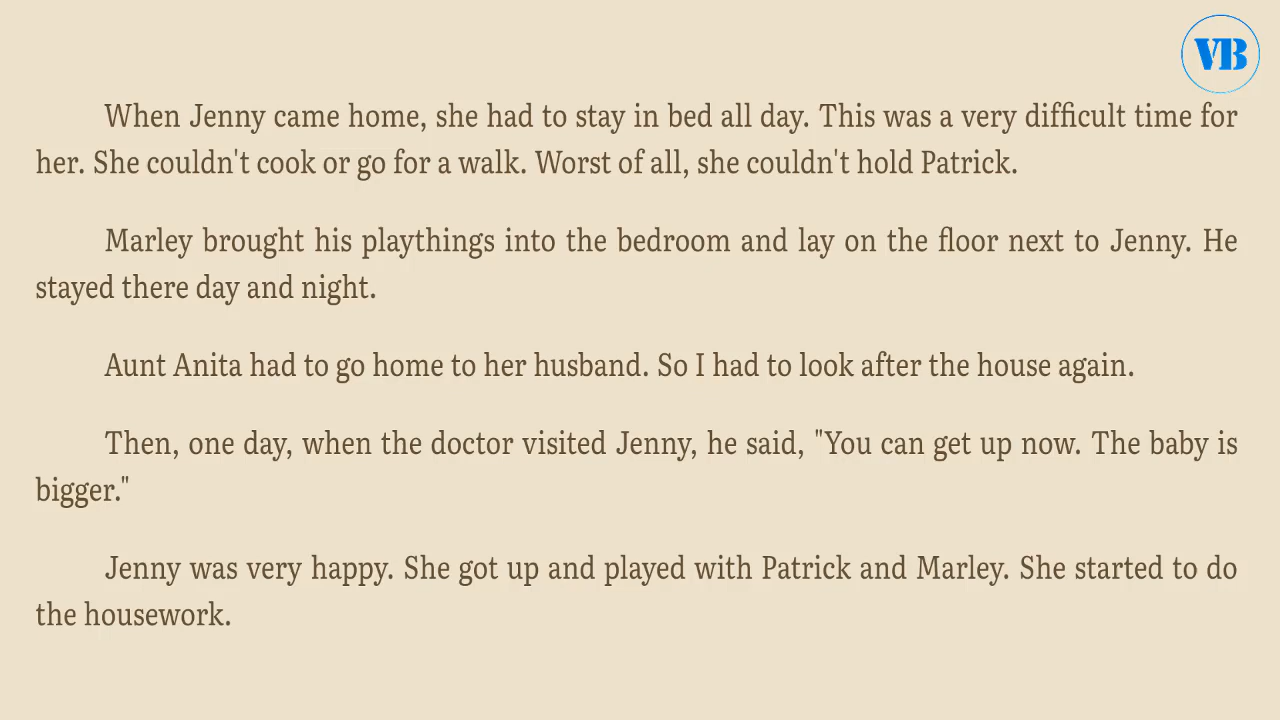 VB
When Jenny came home, she had to stay in bed all day. This was a very difficult time for
her. She couldn't cook or go for a walk. Worst of all, she couldn't hold Patrick.
Marley brought his playthings into the bedroom and lay on the floor next to Jenny. He
stayed there day and night.
Aunt Anita had to go home to her husband. So I had to look after the house again.
Then, one day, when the doctor visited Jenny, he said, "You can get up now. The baby is
bigger."
Jenny was very happy. She got up and played with Patrick and Marley. She started to do
the housework.